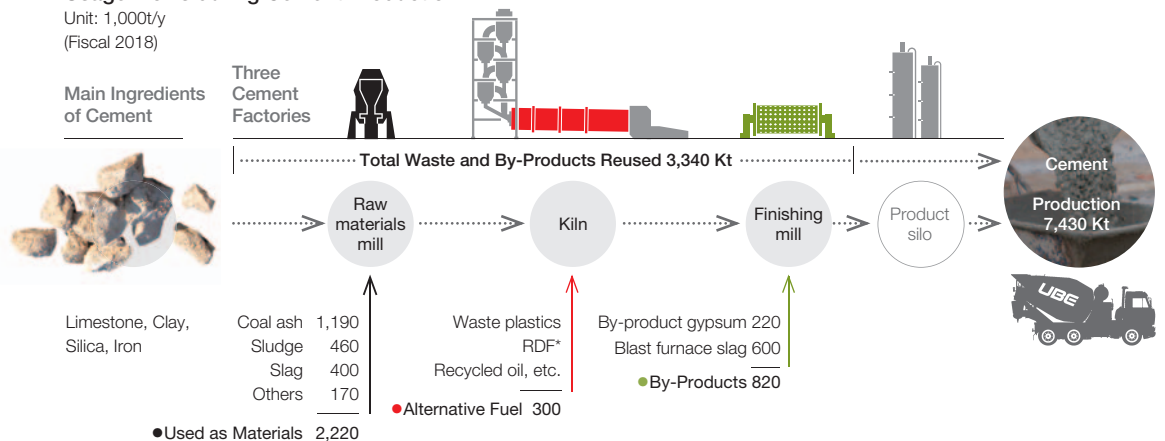 Unit: 1,000t/y
(Fiscal 2018)
Main Ingredients
of Cement
Three
Cement
Factories
Total Waste and By-Products Reused 3,340 Kt
Raw
materials
mill
Kiln
Finishing
mill
Product
silo
Cement
Production
7,430 Kt
UBE
Limestone, Clay,
Silica, Iron
Coal ash 1,190
Sludge 460
Slag 400
Others 170
●Used as Materials 2,220
Waste plastics
RDF*
Recycled oil, etc.
●Alternative Fuel 300
By-product gypsum 220
Blast furnace slag 600
●By-Products 820